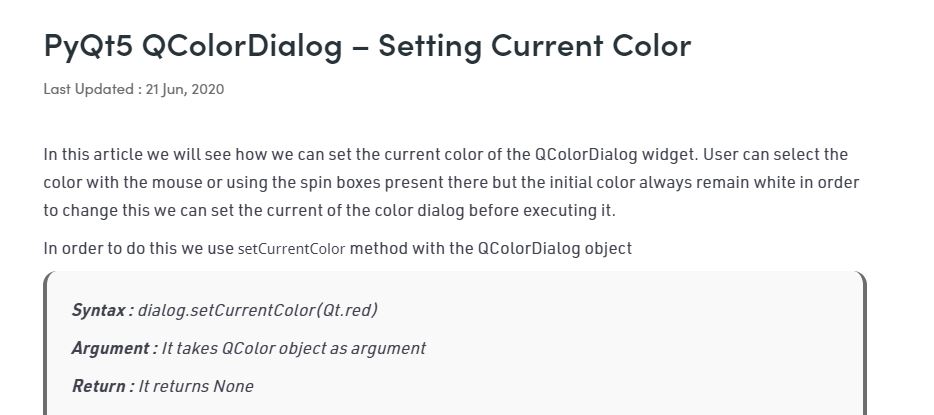 PyQt5 QColorDialog – Setting Current Color
Last Updated : 21 Jun, 2020
In this article we will see how we can set the current color of the QColorDialog widget. User can select the
color with the mouse or using the spin boxes present there but the initial color always remain white in order
to change this we can set the current of the color dialog before executing it.
In order to do this we use setCurrentColor method with the QColorDialog object
Syntax : dialog.setCurrentColor(Qt.red)
Argument : It takes QColor object as argument
Return : It returns None